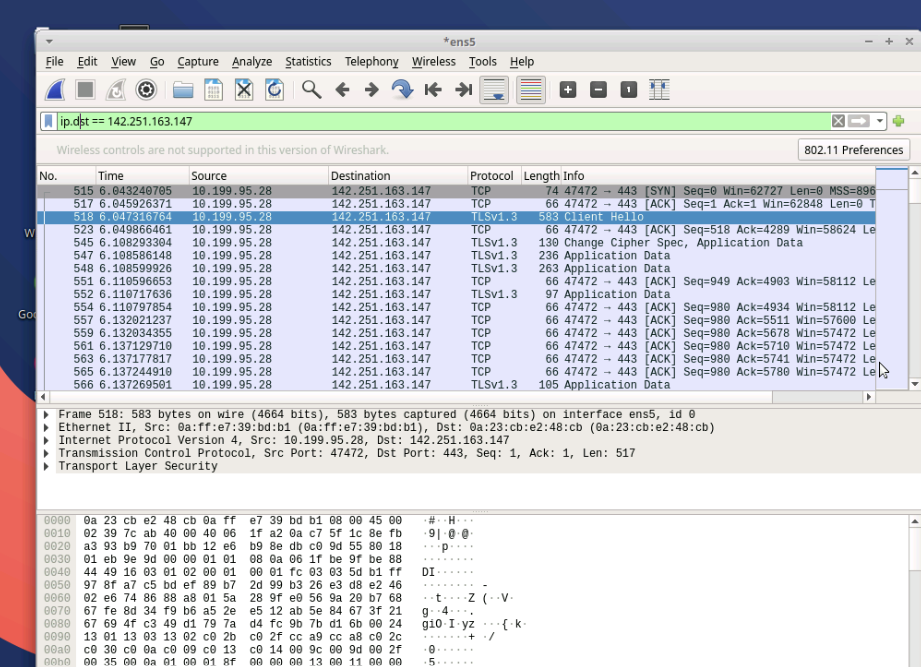 *ens5
File Edit View Go Capture Analyze Statistics Telephony Wireless Tools Help
ip.dst == 142.251.163.147
Wireless controls are not supported in this version of Wireshark.
802.11 Preferences
No. Time Source Destination Protocol Length Info
515 6.043240705 10.199.95.28 142.251.163.147 TCP 74 47472 → 443 [SYN] Seq=0 Win=62727 Len=0 MSS=896
517 6.045926371 10.199.95.28 142.251.163.147 TCP 66 47472 → 443 [ACK] Seq=1 Ack=1 Win=62848 Len=0 T
518 6.047316764 10.199.95.28 142.251.163.147 TLSv1.3 583 Client Hello
523 6.049866461 10.199.95.28 142.251.163.147 TCP 66 47472 → 443 [ACK] Seq=518 Ack=4289 Win=58624 Le
545 6.108293304 10.199.95.28 142.251.163.147 TLSv1.3 130 Change Cipher Spec, Application Data
547 6.108586148 10.199.95.28 142.251.163.147 TLSv1.3 236 Application Data
548 6.108599926 10.199.95.28 142.251.163.147 TLSv1.3 263 Application Data
551 6.110596653 10.199.95.28 142.251.163.147 TCP 66 47472 → 443 [ACK] Seq=949 Ack=4903 Win=58112 Le
552 6.110717636 10.199.95.28 142.251.163.147 TLSv1.3 97 Application Data
554 6.110797854 10.199.95.28 142.251.163.147 TCP 66 47472 → 443 [ACK] Seq=980 Ack=4934 Win=58112 Le
557 6.132021237 10.199.95.28 142.251.163.147 TCP 66 47472 → 443 [ACK] Seq=980 Ack=5511 Win=57600 Le
559 6.132034355 10.199.95.28 142.251.163.147 TCP 66 47472 → 443 [ACK] Seq=980 Ack=5678 Win=57472 Le
561 6.137129710 10.199.95.28 142.251.163.147 TCP 66 47472 → 443 [ACK] Seq=980 Ack=5710 Win=57472 Le
563 6.137177817 10.199.95.28 142.251.163.147 TCP 66 47472 → 443 [ACK] Seq=980 Ack=5741 Win=57472 Le
565 6.137244910 10.199.95.28 142.251.163.147 TCP 66 47472 → 443 [ACK] Seq=980 Ack=5780 Win=57472 Le
566 6.137269501 10.199.95.28 142.251.163.147 TLSv1.3 105 Application Data
Frame 518: 583 bytes on wire (4664 bits), 583 bytes captured (4664 bits) on interface ens5, id 0
Ethernet II, Src: 0a:ff:e7:39:bd:b1 (0a:ff:e7:39:bd:b1), Dst: 0a:23:cb:e2:48:cb (0a:23:cb:e2:48:cb)
Internet Protocol Version 4, Src: 10.199.95.28, Dst: 142.251.163.147
Transmission Control Protocol, Src Port: 47472, Dst Port: 443, Seq: 1, Ack: 1, Len: 517
Transport Layer Security
0000 0a 23 cb e2 48 cb 0a ff e7 39 bd b1 08 00 45 00 ·#··H···
0010 02 39 7c ab 40 00 40 06 1f a2 0a c7 5f 1c 8e fb ·9|·@·@·
0020 a3 93 b9 70 01 bb 12 e6 b9 8e db c0 9d 55 80 18 ···p····
0030 01 eb 9e 9d 00 00 01 01 08 0a 06 1f be 9f be 88 ········
0040 44 49 16 03 01 02 00 01 00 01 fc 03 03 5d b1 ff DI······
0050 97 8f a7 c5 bd ef 89 b7 2d 99 b3 26 e3 d8 e2 46 ········ -
0060 02 e6 74 86 88 a8 01 5a 28 9f e0 56 9a 20 b7 68 ··t····Z (··V·
0070 67 fe 8d 34 f9 b6 a5 2e e5 12 ab 5e 84 67 3f 21 g··4···.
0080 67 69 4f c3 49 d1 79 7a d4 fc 9b 7b d1 6b 00 24 giO·I·yz ···{·k·
0090 13 01 13 03 13 02 c0 2b c0 2f cc a9 cc a8 c0 2c ·······+ ·/
00a0 c0 30 c0 0a c0 09 c0 13 c0 14 00 9c 00 9d 00 2f ·0······
00b0 00 35 00 0a 01 00 01 8f 00 00 00 13 00 11 00 00 ·5······